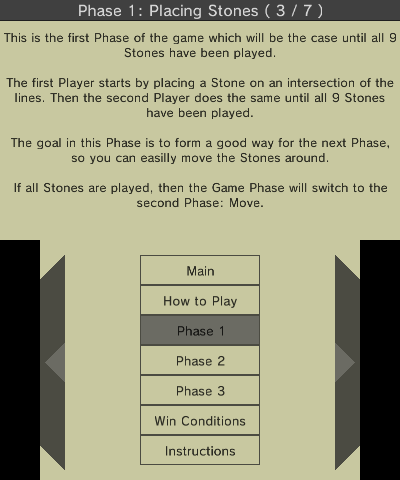 Phase 1: Placing Stones ( 3 / 7 )
This is the first Phase of the game which will be the case until all 9
Stones have been played.
The first Player starts by placing a Stone on an intersection of the
lines. Then the second Player does the same until all 9 Stones
have been played.
The goal in this Phase is to form a good way for the next Phase,
so you can easilly move the Stones around.
If all Stones are played, then the Game Phase will switch to the
second Phase: Move.
Main
How to Play
Phase 1
Phase 2
Phase 3
Win Conditions
Instructions